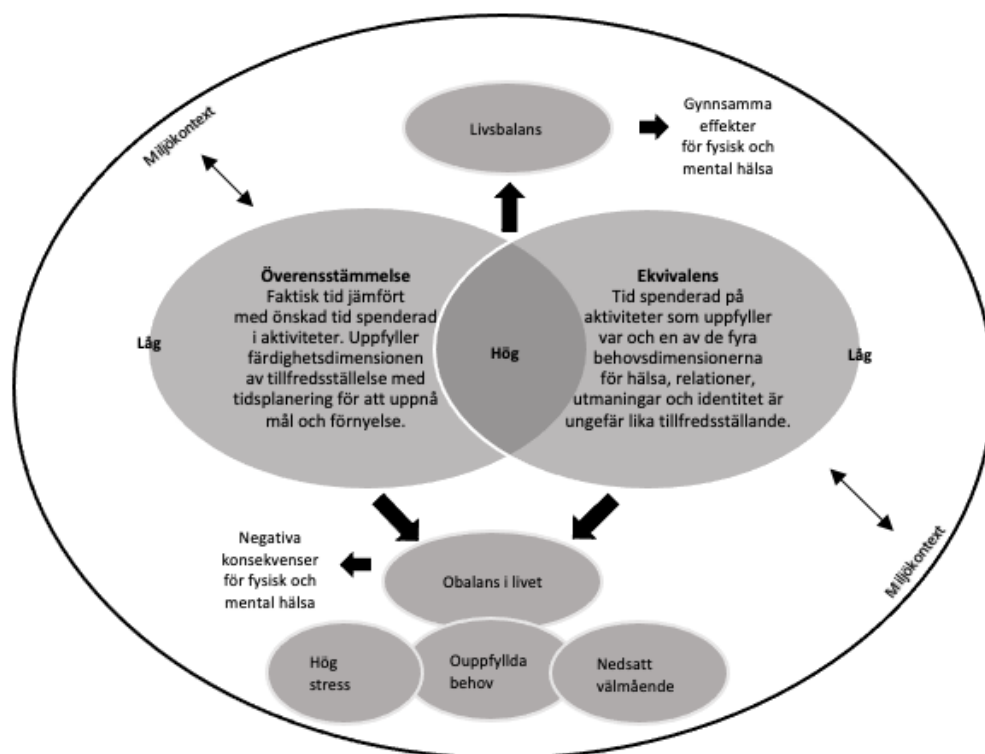 Miljökontext
Livsbalans
Gynnsamma
effekter
för fysisk och
mental hälsa
Låg
Överensstämmelse
Faktisk tid jämfört
med önskad tid spenderad
i aktiviteter. Uppfyller
färdighetsdimensionen
av tillfredsställelse med
tidsplanering för att uppnå
mål och förnyelse.
Hög
Ekvivalens
Tid spenderad på
aktiviteter som uppfyller
var och en av de fyra
behovsdimensionerna
för hälsa, relationer,
utmaningar och identitet är
ungefär lika tillfredsställande.
Låg
Miljökontext
Negativa
konsekvenser
för fysisk och
mental hälsa
Obalans i livet
Hög
stress
Ouppfyllda
behov
Nedsatt
välmående